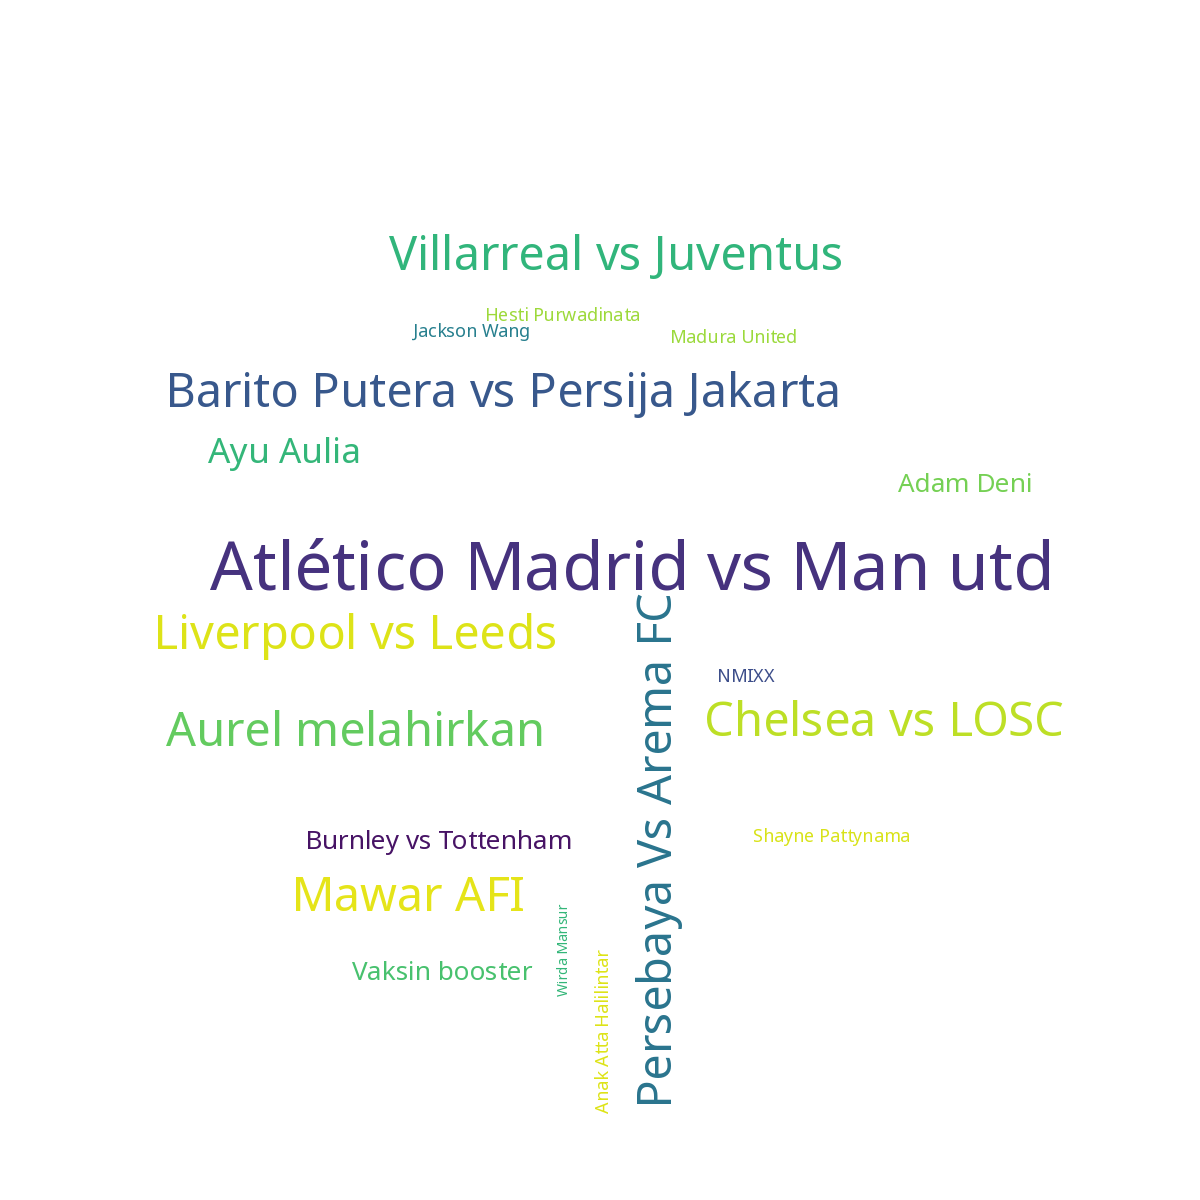 Villarreal vs Juventus
Hesti Purwadinata
Jackson Wang
Madura United
Barito Putera vs Persija Jakarta
Ayu Aulia
Adam Deni
Atlético Madrid vs Man utd
Liverpool vs Leeds
Persebaya Vs Arema FC
NMIXX
Chelsea vs LOSC
Aurel melahirkan
Burnley vs Tottenham
Shayne Pattynama
Mawar AFI
Wirda Mansur
Vaksin booster
Anak Atta Halilintar